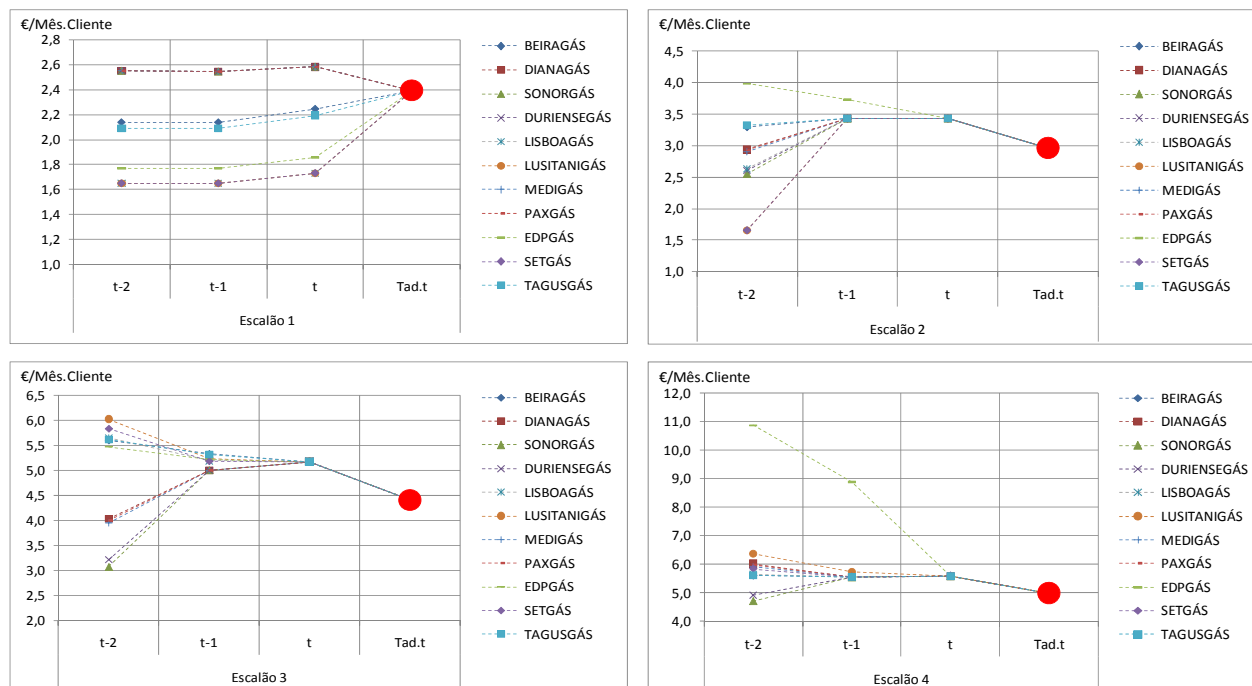 €/Mês.Cliente
2,8
2,6
2,4
2,2
2,0
1,8
1,6
1,4
1,2
1,0
t-2 t-1 t Tad.t
Escalão 1
BEIRAGÁS
DIANAGÁS
SONORGÁS
DURIENSEGÁS
LISBOAGÁS
LUSITANIGÁS
MEDIGÁS
PAXGÁS
EDPGÁS
SETGÁS
TAGUSGÁS
€/Mês.Cliente
4,5
4,0
3,5
3,0
2,5
2,0
1,5
1,0
t-2 t-1 t Tad.t
Escalão 2
BEIRAGÁS
DIANAGÁS
SONORGÁS
DURIENSEGÁS
LISBOAGÁS
LUSITANIGÁS
MEDIGÁS
PAXGÁS
EDPGÁS
SETGÁS
TAGUSGÁS
€/Mês.Cliente
6,5
6,0
5,5
5,0
4,5
4,0
3,5
3,0
2,5
2,0
t-2 t-1 t Tad.t
Escalão 3
BEIRAGÁS
DIANAGÁS
SONORGÁS
DURIENSEGÁS
LISBOAGÁS
LUSITANIGÁS
MEDIGÁS
PAXGÁS
EDPGÁS
SETGÁS
TAGUSGÁS
€/Mês.Cliente
12,0
11,0
10,0
9,0
8,0
7,0
6,0
5,0
4,0
t-2 t-1 t Tad.t
Escalão 4
BEIRAGÁS
DIANAGÁS
SONORGÁS
DURIENSEGÁS
LISBOAGÁS
LUSITANIGÁS
MEDIGÁS
PAXGÁS
EDPGÁS
SETGÁS
TAGUSGÁS